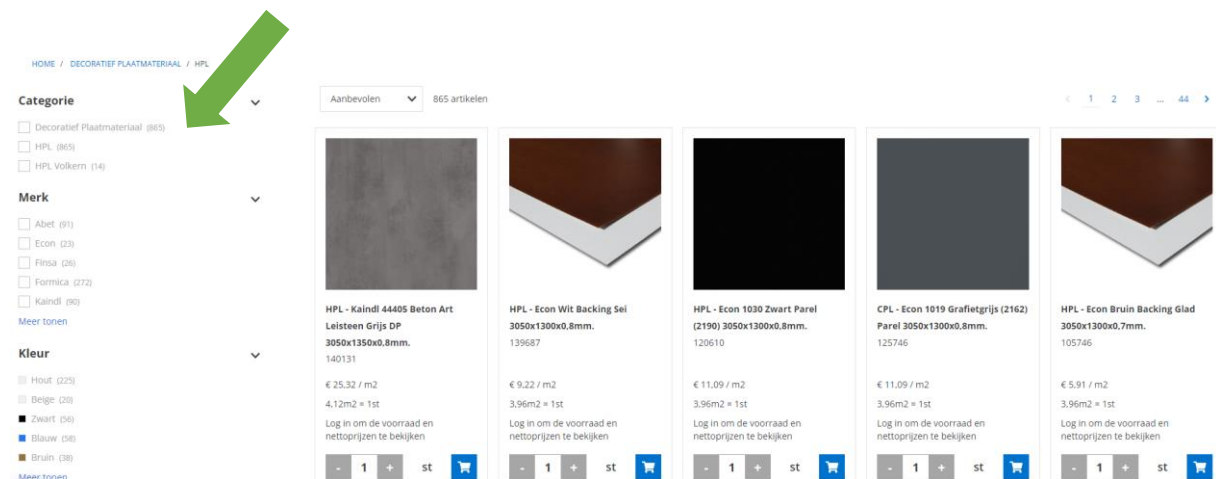 HOME / DECORATIEF PLAATMATERIAAL / HPL
Categorie
Decoratief Plaatmateriaal (865)
HPL (865)
HPL Volkern (14)
Merk
Abet (91)
Econ (23)
Finsa (26)
Formica (272)
Kaindl (90)
Meer tonen
Kleur
Hout (225)
Beige (20)
Zwart (56)
Blauw (58)
Bruin (38)
Meer tonen
Aanbevolen 865 artikelen
< 1 2 3 ... 44 >
HPL - Kaindl 44405 Beton Art
Leisteen Grijs DP
3050x1350x0,8mm.
140131
€ 25,32 / m2
4,12m2 = 1st
Log in om de voorraad en
nettoprijzen te bekijken
- 1 + st
HPL - Econ Wit Backing Sei
3050x1300x0,8mm.
139687
€ 9,22 / m2
3,96m2 = 1st
Log in om de voorraad en
nettoprijzen te bekijken
- 1 + st
HPL - Econ 1030 Zwart Parel
(2190) 3050x1300x0,8mm.
120610
€ 11,09 / m2
3,96m2 = 1st
Log in om de voorraad en
nettoprijzen te bekijken
- 1 + st
CPL - Econ 1019 Grafietgrijs (2162)
Parel 3050x1300x0,8mm.
125746
€ 11,09 / m2
3,96m2 = 1st
Log in om de voorraad en
nettoprijzen te bekijken
- 1 + st
HPL - Econ Bruin Backing Glad
3050x1300x0,7mm.
105746
€ 5,91 / m2
3,96m2 = 1st
Log in om de voorraad en
nettoprijzen te bekijken
- 1 + st